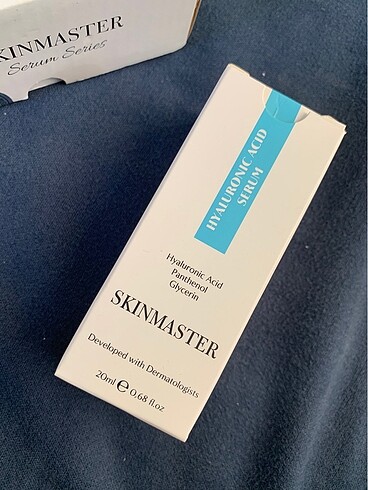 SKINMASTER
Serum Series
HYALURONIC ACID
SERUM
Hyaluronic Acid
Panthenol
Glycerin
SKINMASTER
Developed with Dermatologists
20ml ℮ 0.68 fl.oz